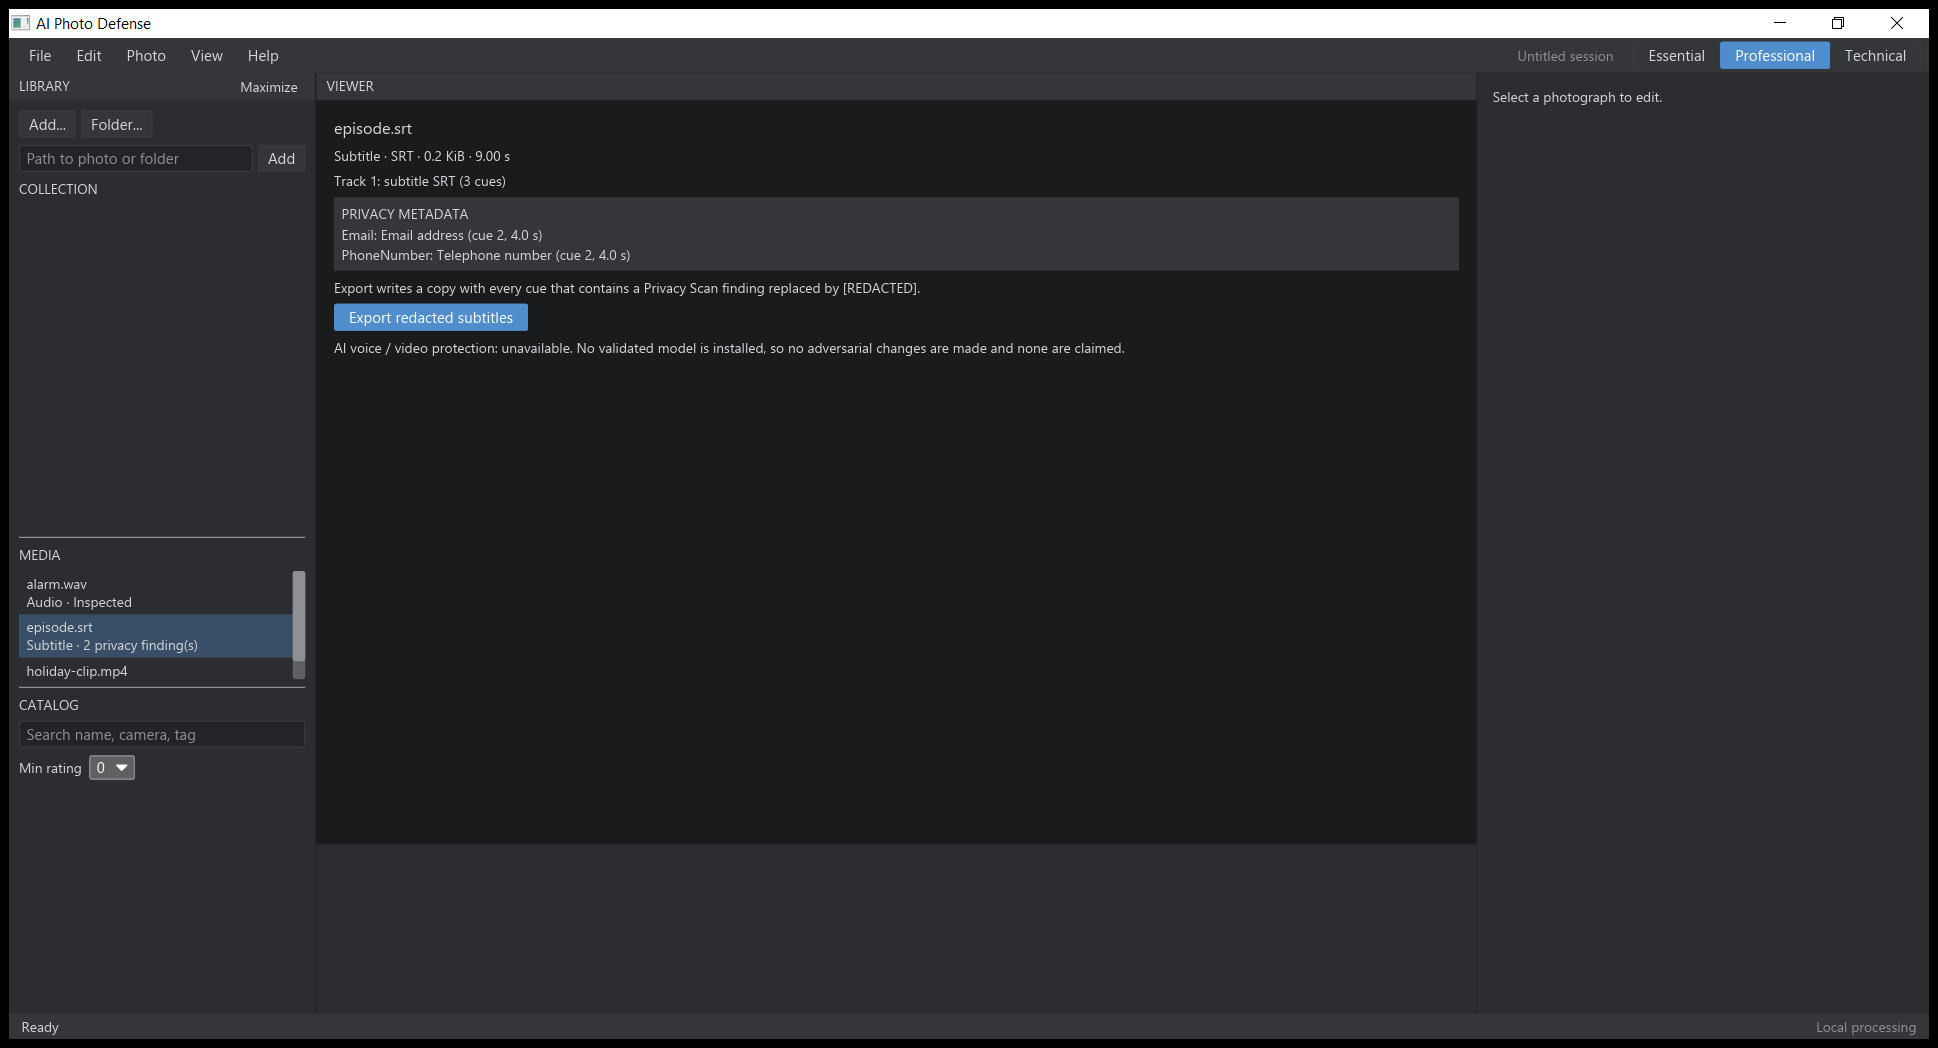 AI Photo Defense
File Edit Photo View Help
Untitled session Essential Professional Technical
LIBRARY Maximize
Add... Folder...
Path to photo or folder Add
COLLECTION
MEDIA
alarm.wav
Audio · Inspected
episode.srt
Subtitle · 2 privacy finding(s)
holiday-clip.mp4
CATALOG
Search name, camera, tag
Min rating 0
VIEWER
episode.srt
Subtitle · SRT · 0.2 KiB · 9.00 s
Track 1: subtitle SRT (3 cues)
PRIVACY METADATA
Email: Email address (cue 2, 4.0 s)
PhoneNumber: Telephone number (cue 2, 4.0 s)
Export writes a copy with every cue that contains a Privacy Scan finding replaced by [REDACTED].
Export redacted subtitles
AI voice / video protection: unavailable. No validated model is installed, so no adversarial changes are made and none are claimed.
Select a photograph to edit.
Ready
Local processing